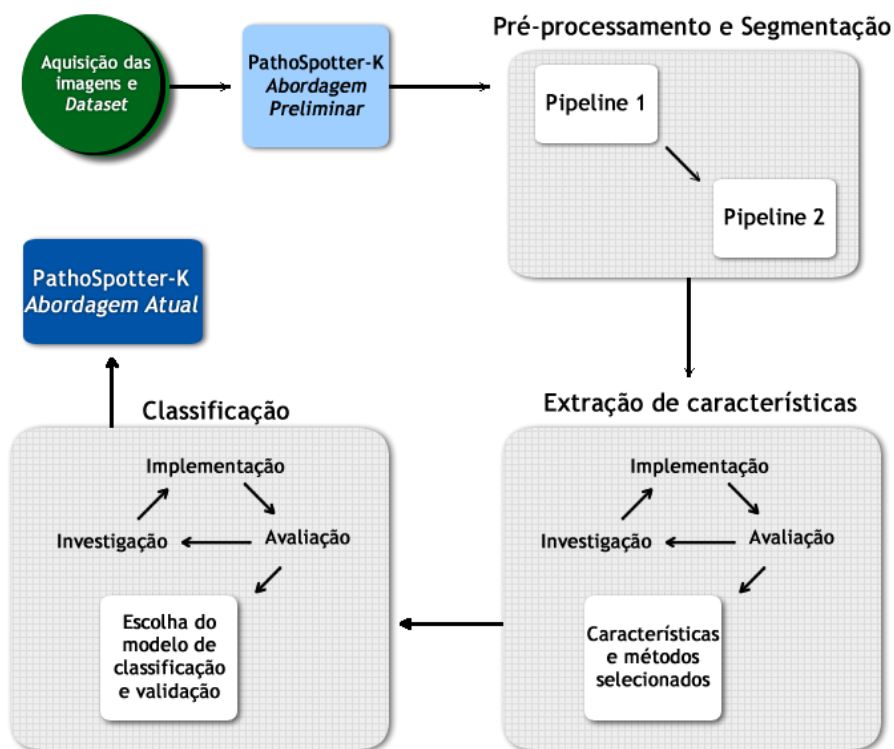 Aquisição das
imagens e
Dataset
PathoSpotter-K
Abordagem
Preliminar
Pré-processamento e Segmentação
Pipeline 1
Pipeline 2
PathoSpotter-K
Abordagem Atual
Extração de características
Implementação
Investigação
Avaliação
Características
e métodos
selecionados
Classificação
Implementação
Investigação
Avaliação
Escolha do
modelo de
classificação
e validação